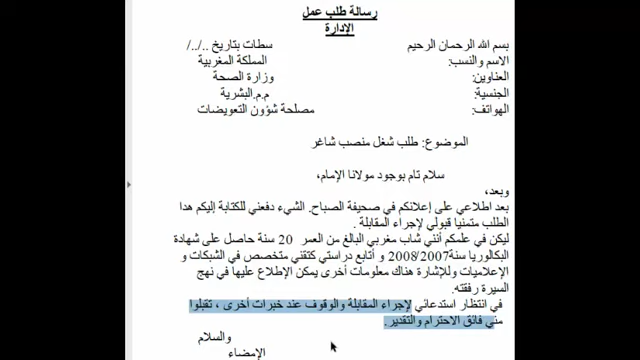 رسالة طلب عمل
الإدارة
بسم الله الرحمان الرحيم سطات بتاريخ ../../
الاسم والنسب: المملكة المغربية
العناوين: وزارة الصحة
الجنسية: م.م.البشرية
الهواتف: مصلحة شؤون التعويضات
الموضوع: طلب شغل منصب شاغر
سلام تام بوجود مولانا الإمام،
وبعد،
بعد اطلاعي على إعلانكم في صحيفة الصباح. الشيء دفعني للكتابة إليكم هدا
الطلب متمنيا قبولي لإجراء المقابلة .
ليكن في علمكم أنني شاب مغربي البالغ من العمر 20 سنة حاصل على شهادة
البكالوريا سنة2008/2007 و أتابع دراستي كتقني متخصص في الشبكات و
الإعلاميات وللإشارة هناك معلومات أخرى يمكن الإطلاع عليها في نهج
السيرة رفقته.
في انتظار استدعائي لإجراء المقابلة والوقوف عند خبرات أخرى ، تقبلوا
مني فائق الاحترام والتقدير.
والسلام
الإمضاء